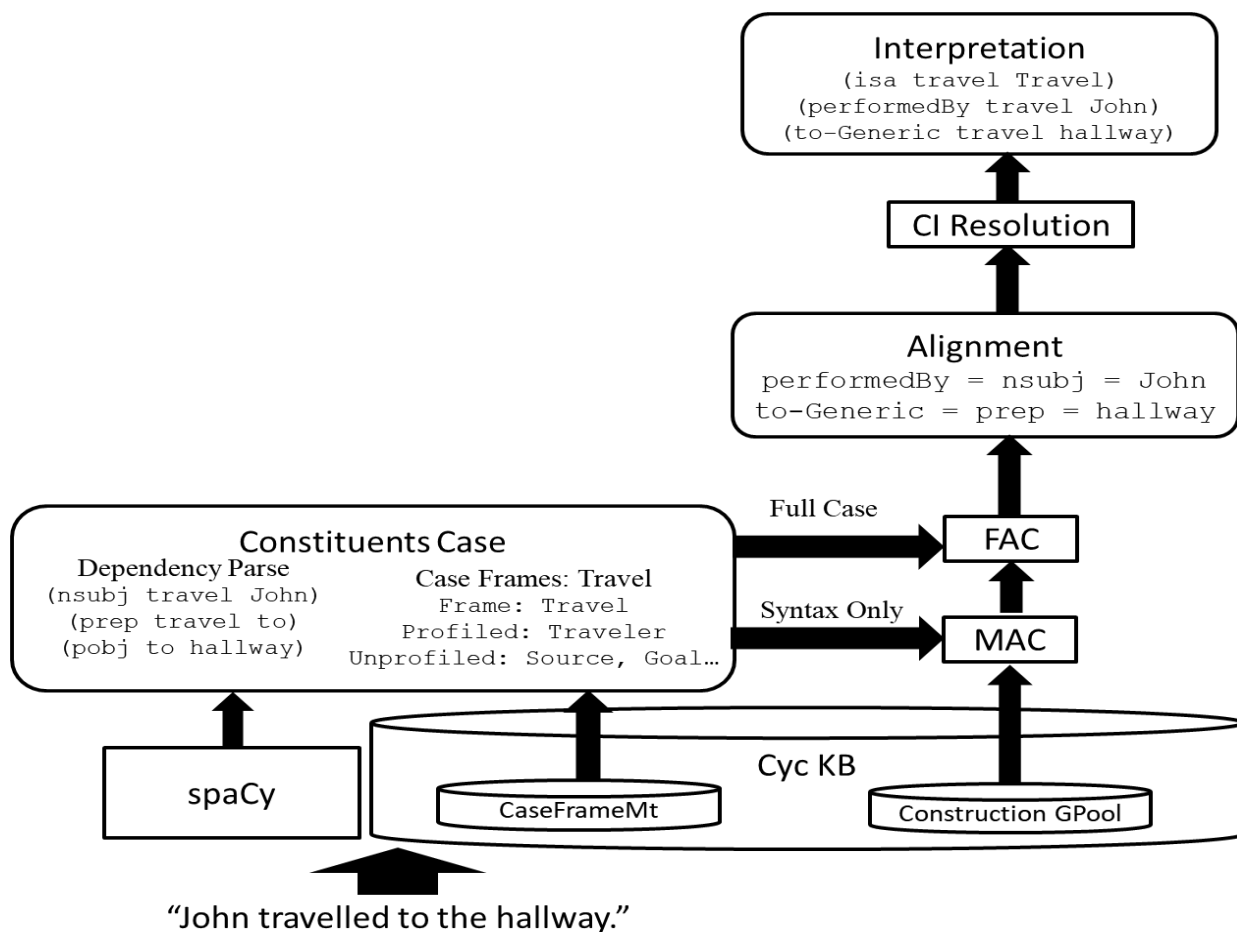 Interpretation
(isa travel Travel)
(performedBy travel John)
(to-Generic travel hallway)
CI Resolution
Alignment
performedBy = nsubj = John
to-Generic = prep = hallway
Full Case
FAC
Syntax Only
MAC
Constituents Case
Dependency Parse
(nsubj travel John)
(prep travel to)
(pobj to hallway)
Case Frames: Travel
Frame: Travel
Profiled: Traveler
Unprofiled: Source, Goal…
spaCy
Cyc KB
CaseFrameMt
Construction GPool
“John travelled to the hallway.”